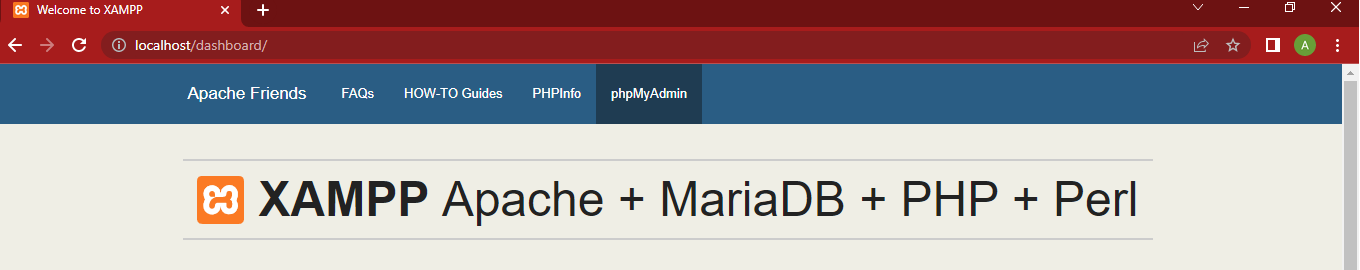 Welcome to XAMPP
localhost/dashboard/
A
Apache Friends FAQs HOW-TO Guides PHPInfo phpMyAdmin
XAMPP Apache + MariaDB + PHP + Perl